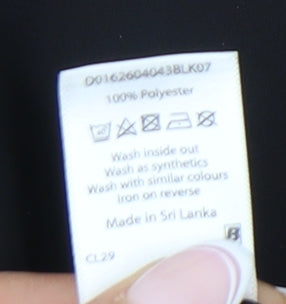 D0162604043BLK07
100% Polyester
Wash inside out
Wash as synthetics
Wash with similar colours
Iron on reverse
Made in Sri Lanka
CL29